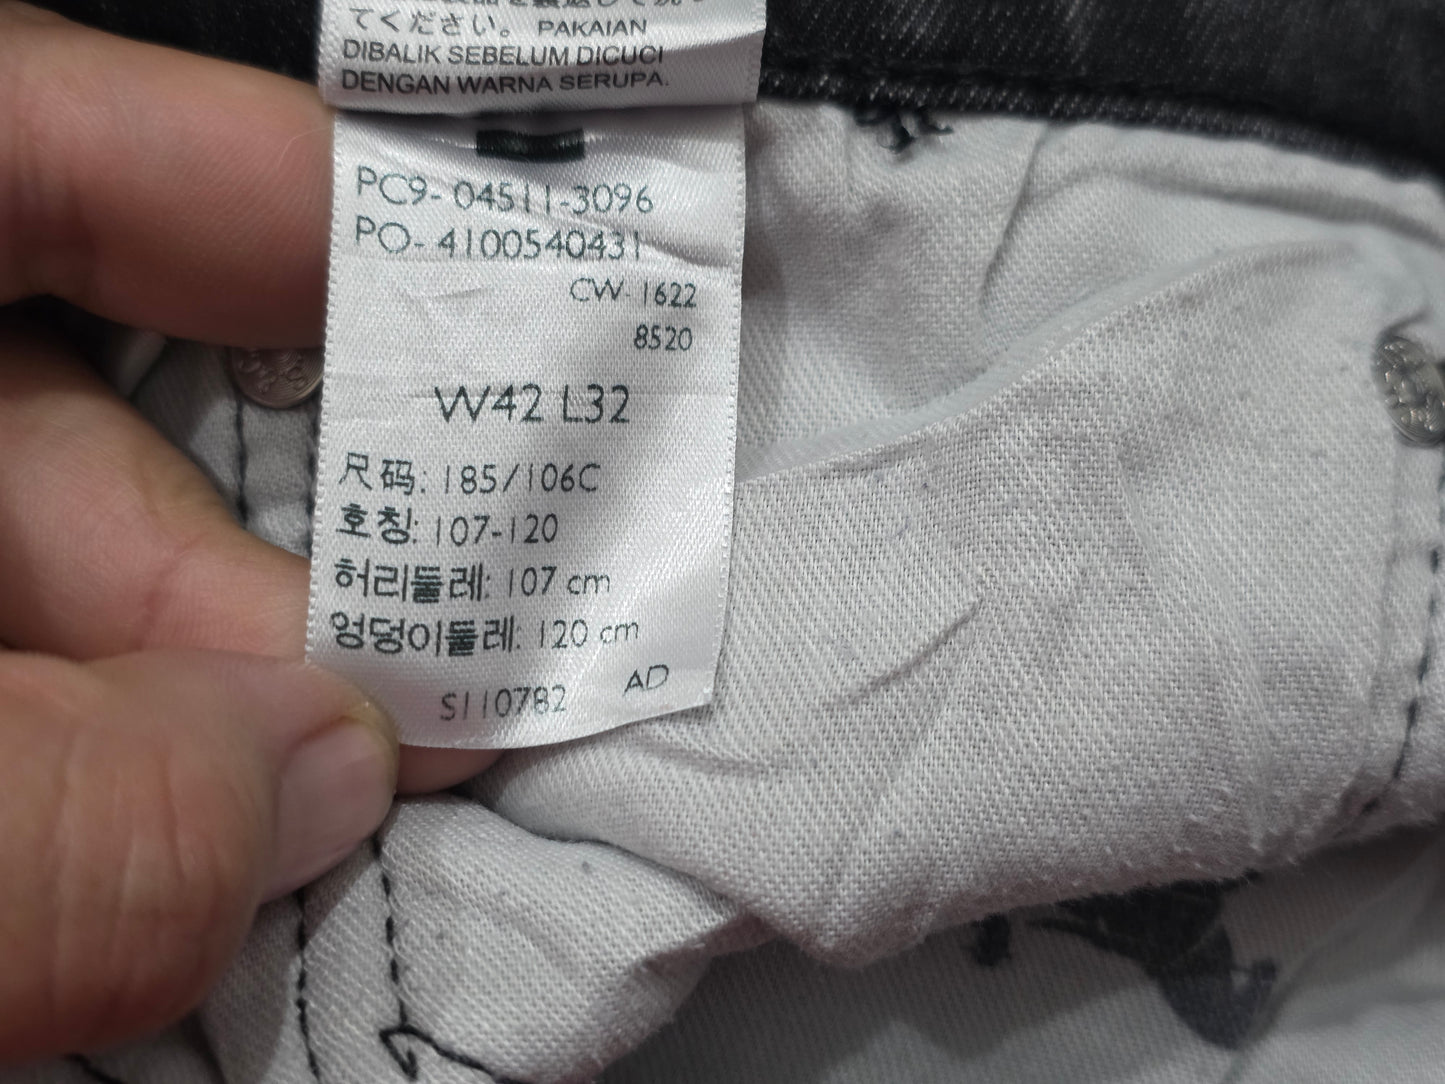 てください。 PAKAIAN
DIBALIK SEBELUM DICUCI
DENGAN WARNA SERUPA.
PC9- 04511-3096
PO- 4100540431
CW- 1622
8520
W42 L32
尺码: 185/106C
호칭: 107-120
허리둘레: 107 cm
엉덩이둘레: 120 cm
S110782
AD